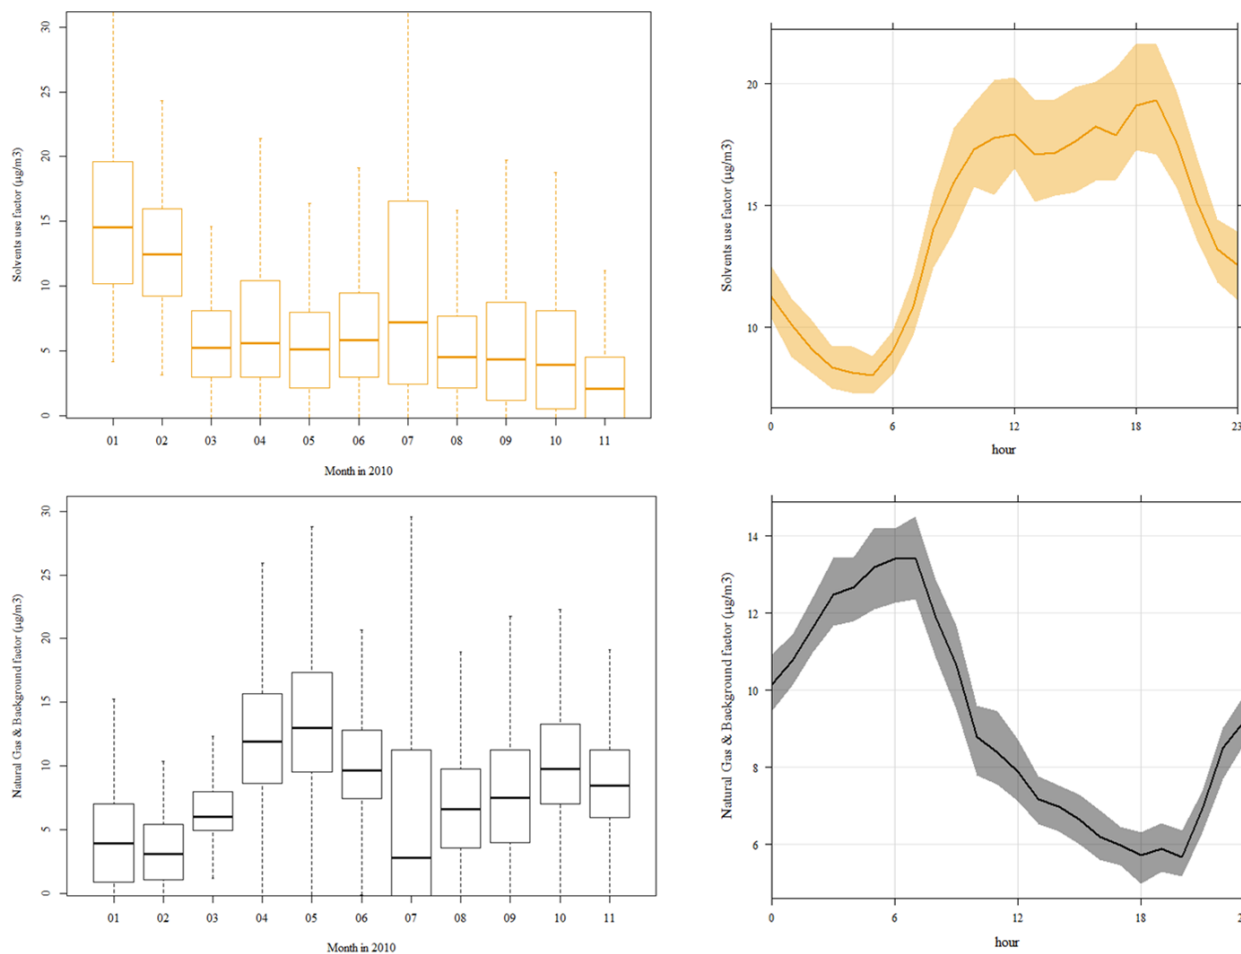 Solvents use factor (µg/m3)
30
25
20
15
10
5
0
01 02 03 04 05 06 07 08 09 10 11
Month in 2010
Solvents use factor (µg/m3)
20
15
10
0 6 12 18 23
hour
Natural Gas & Background factor (µg/m3)
30
25
20
15
10
5
0
01 02 03 04 05 06 07 08 09 10 11
Month in 2010
Natural Gas & Background factor (µg/m3)
14
12
10
8
6
0 6 12 18 2
hour